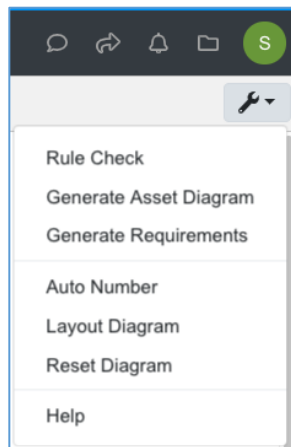 S
Rule Check
Generate Asset Diagram
Generate Requirements
Auto Number
Layout Diagram
Reset Diagram
Help